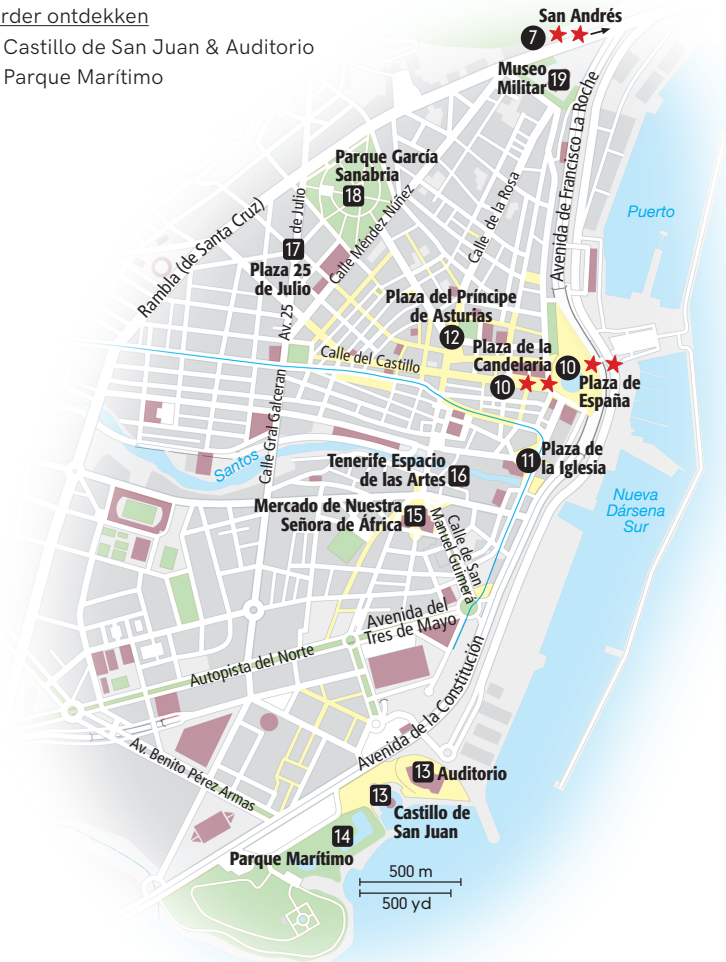 rder ontdekken
Castillo de San Juan & Auditorio
Parque Marítimo
San Andrés
7
Museo
Militar
19
Avenida de Francisco La Roche
Parque García
Sanabria
18
Calle de la Rosa
Puerto
Rambla (de Santa Cruz)
Calle Méndez Núñez
17
Plaza 25
de Julio
Av. 25 de Julio
Plaza del Príncipe
de Asturias
12
Plaza de la
Candelaria
10
10
Plaza de
España
Calle del Castillo
Calle Gral Galceran
Santos
Plaza de
la Iglesia
11
Tenerife Espacio
de las Artes
16
Mercado de Nuestra
Señora de África
15
Nueva
Dársena
Sur
Calle de San
Manuel Guimerá
Avenida del
Tres de Mayo
Autopista del Norte
Avenida de la Constitución
Av. Benito Pérez Armas
13
Auditorio
13
Castillo de
San Juan
14
Parque Marítimo
500 m
500 yd